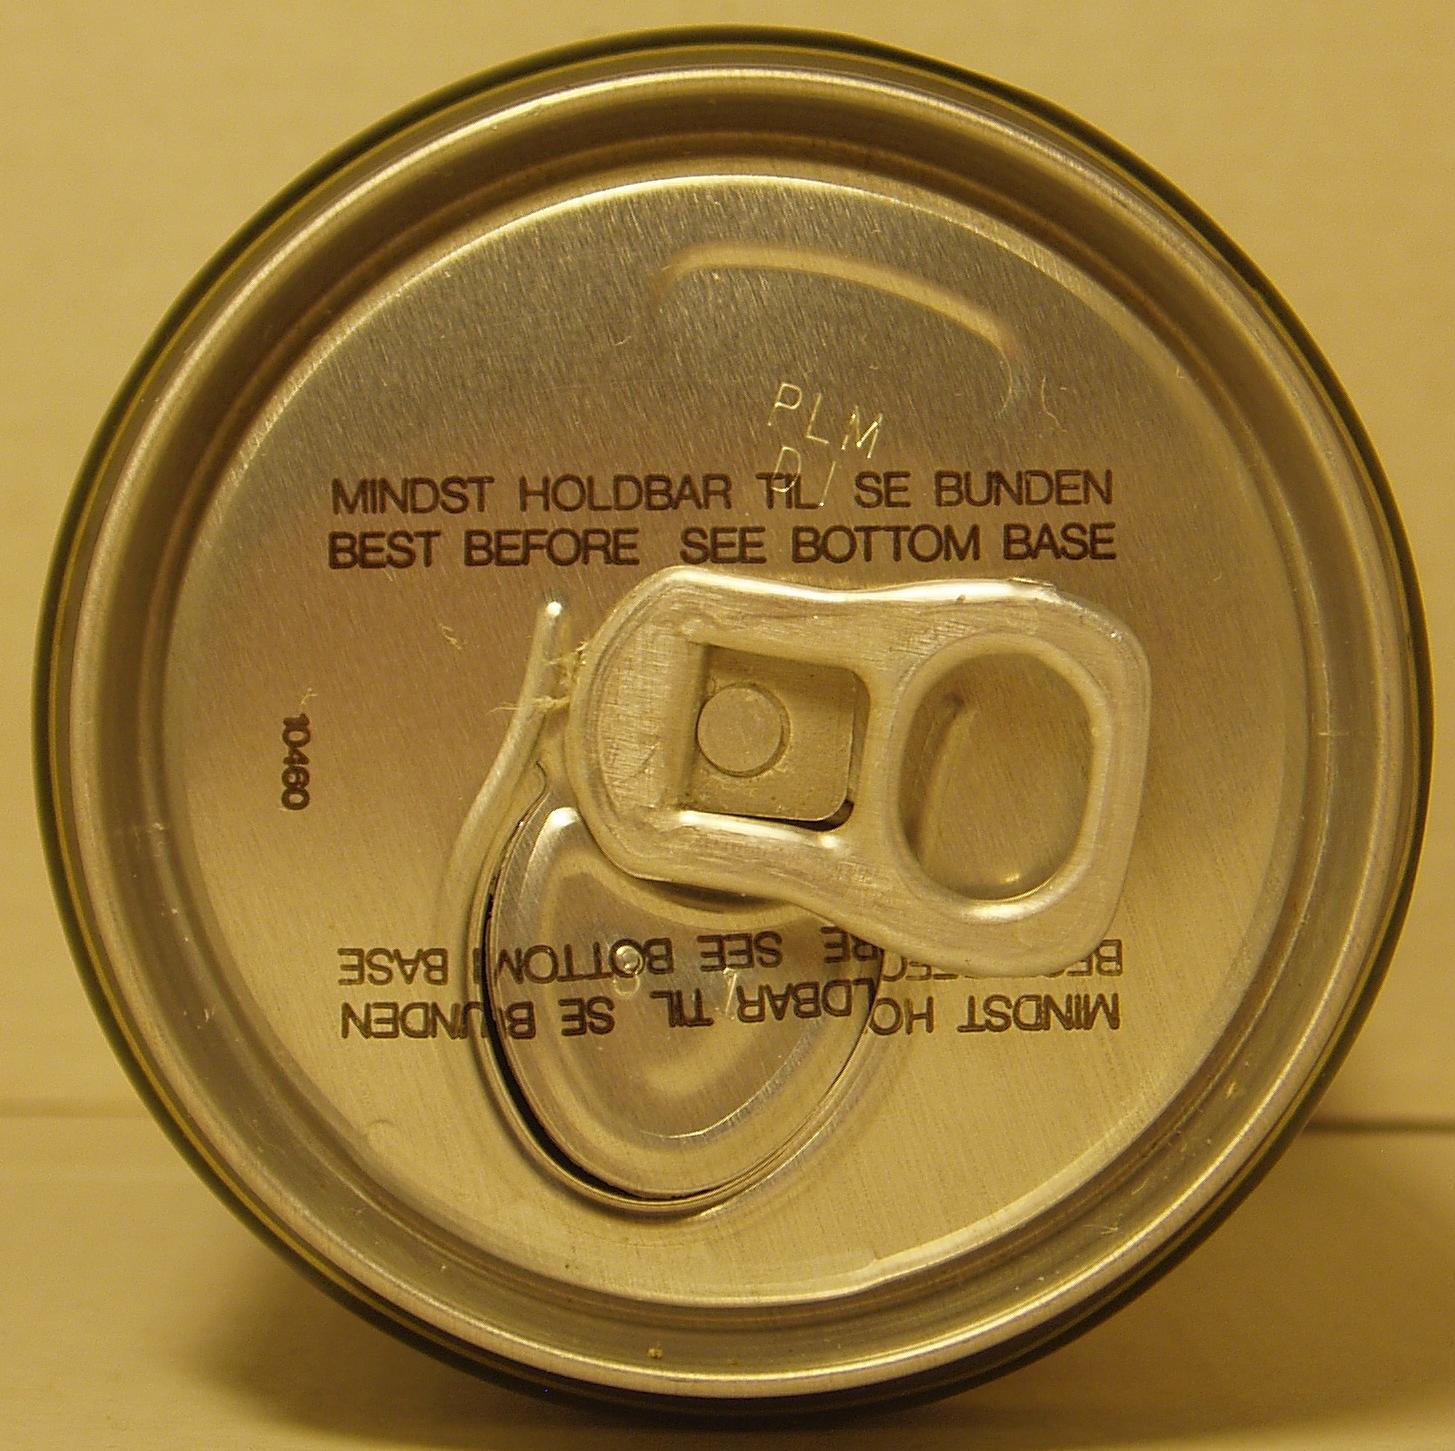 PLM
MINDST HOLDBAR TIL SE BUNDEN
BEST BEFORE SEE BOTTOM BASE
10460
MINDST HOLDBAR TIL SE BUNDEN
SEE BOTTOM BASE